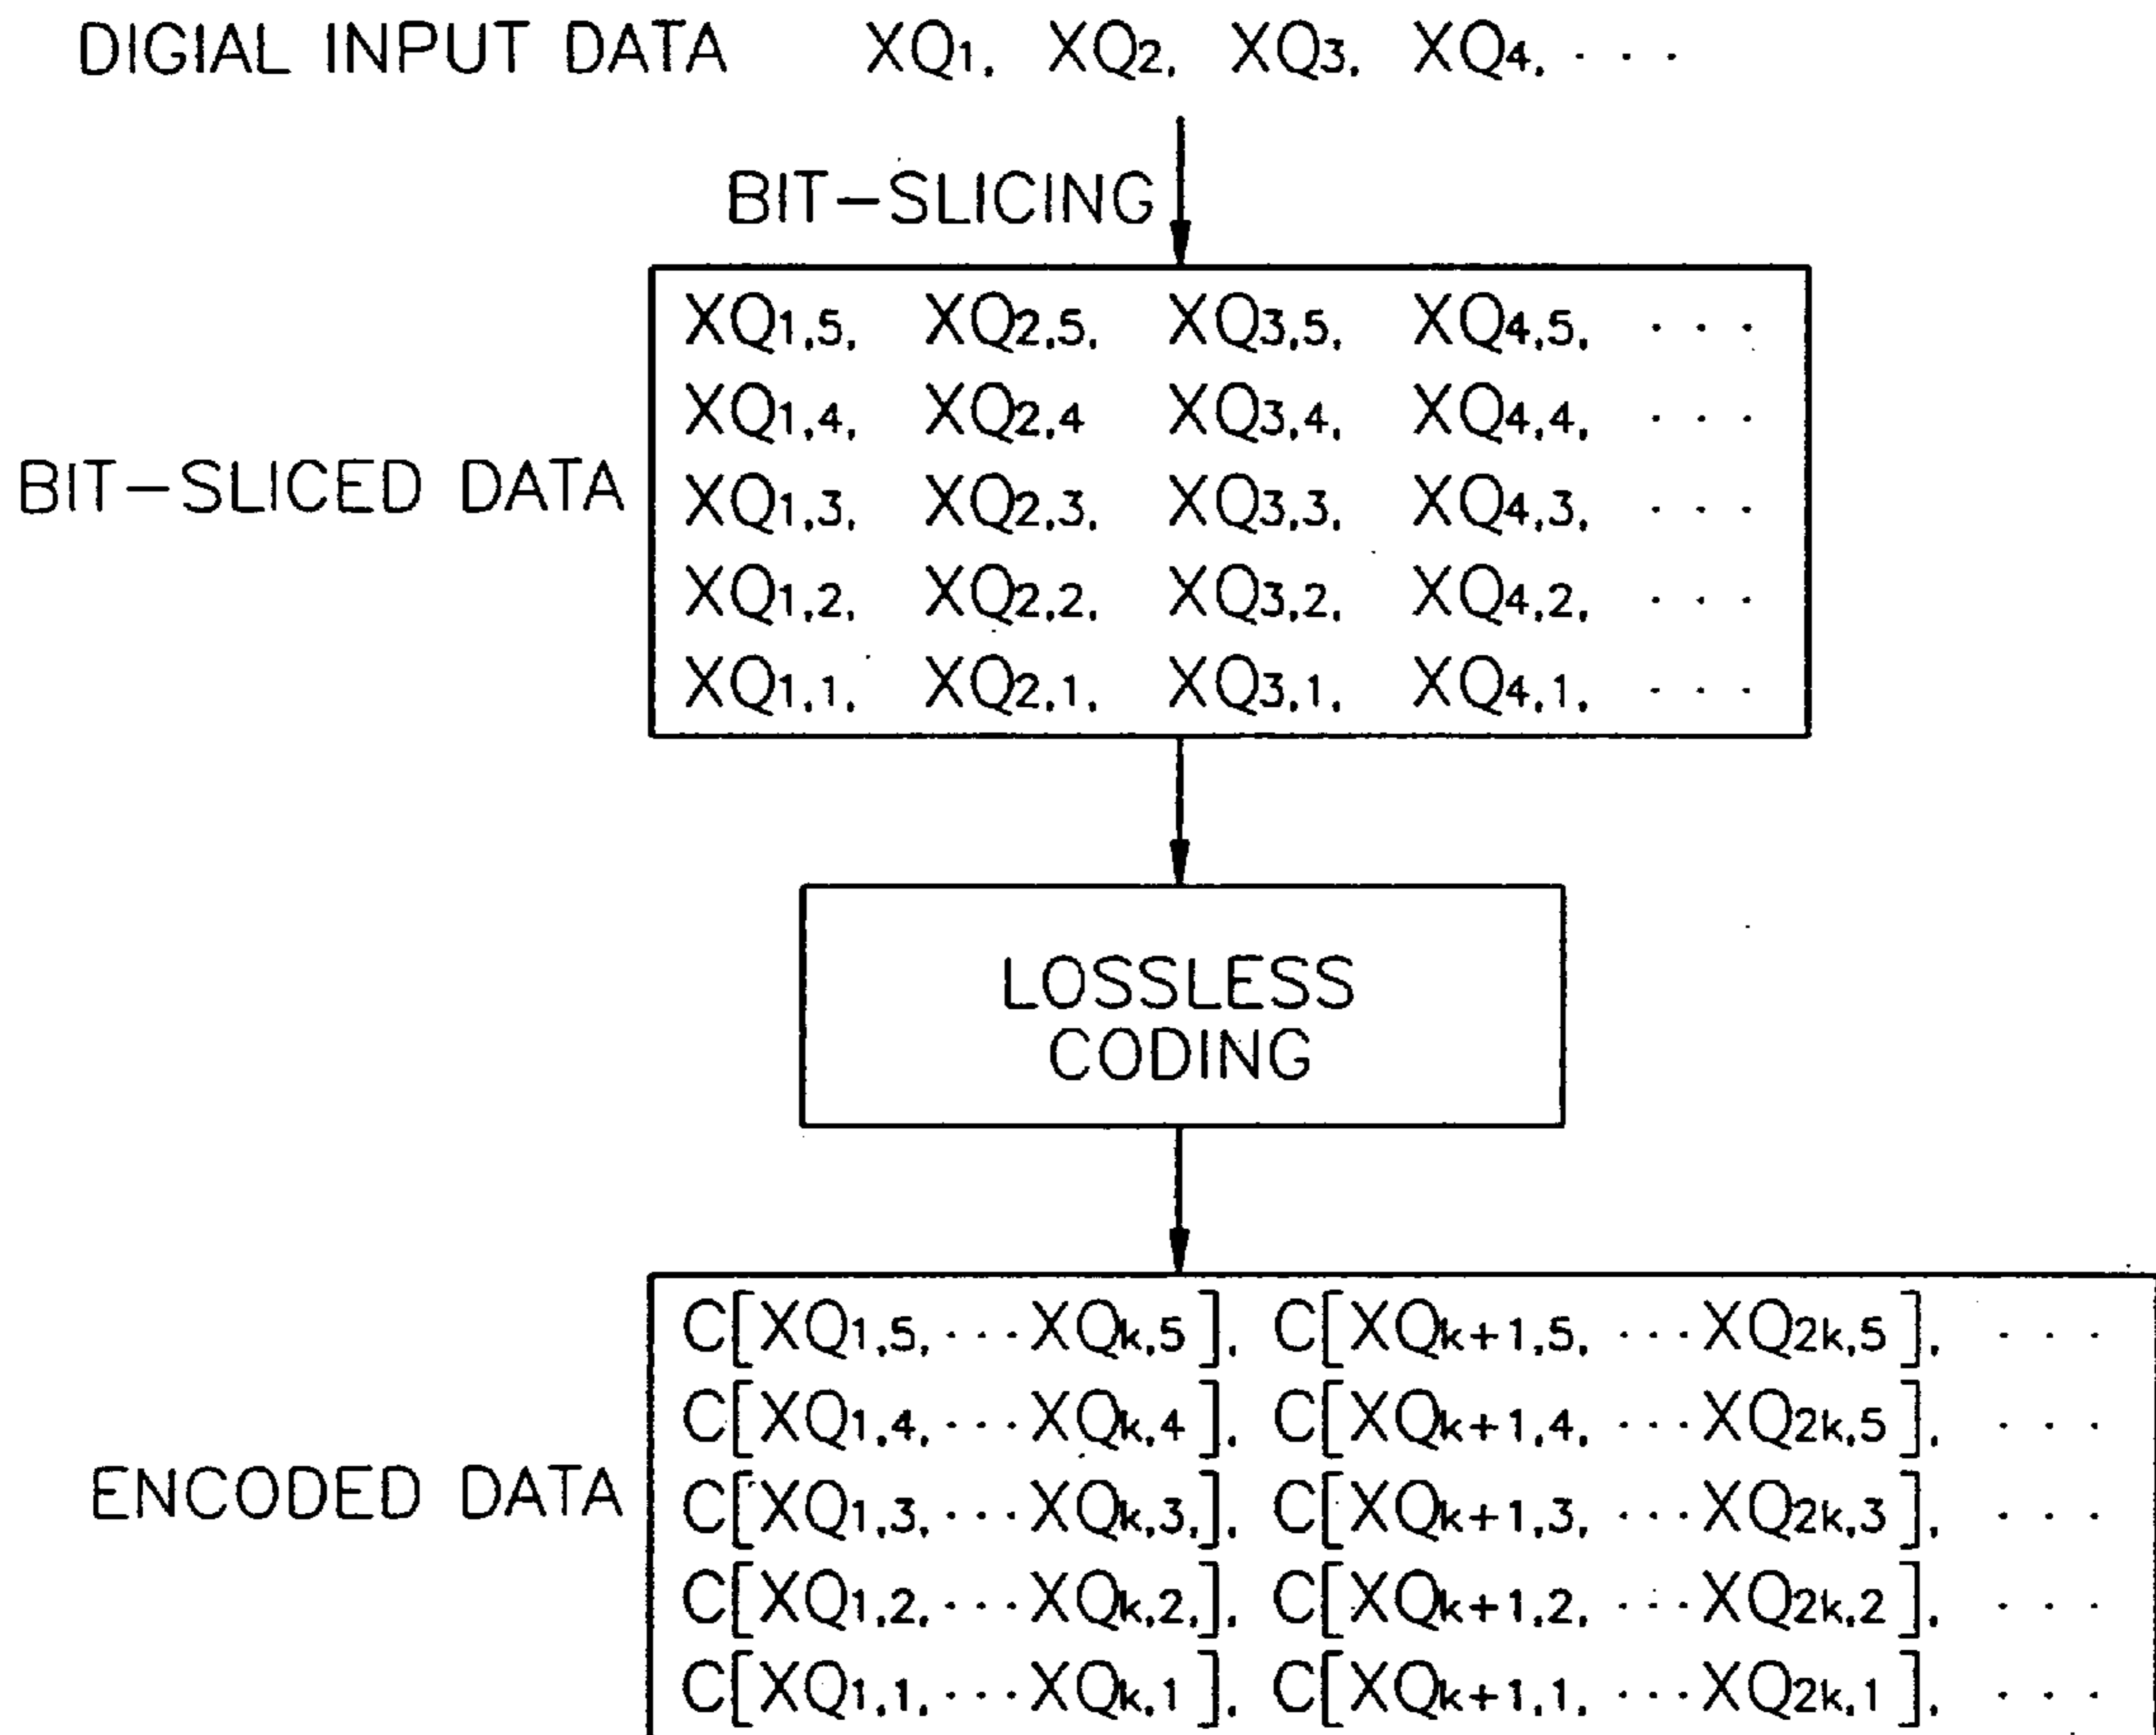 DIGIAL INPUT DATA XQ1, XQ2, XQ3, XQ4, ...
BIT-SLICING
XQ1,5, XQ2,5, XQ3,5, XQ4,5, ...
XQ1,4, XQ2,4 XQ3,4, XQ4,4, ...
BIT-SLICED DATA XQ1,3, XQ2,3, XQ3,3, XQ4,3, ...
XQ1,2, XQ2,2, XQ3,2, XQ4,2, ...
XQ1,1, XQ2,1, XQ3,1, XQ4,1, ...
LOSSLESS
CODING
C[XQ1,5, ...XQk,5], C[XQk+1,5, ...XQ2k,5], ...
C[XQ1,4, ...XQk,4], C[XQk+1,4, ...XQ2k,5], ...
ENCODED DATA C[XQ1,3, ...XQk,3,], C[XQk+1,3, ...XQ2k,3], ...
C[XQ1,2, ...XQk,2,], C[XQk+1,2, ...XQ2k,2], ...
C[XQ1,1, ...XQk,1], C[XQk+1,1, ...XQ2k,1], ...